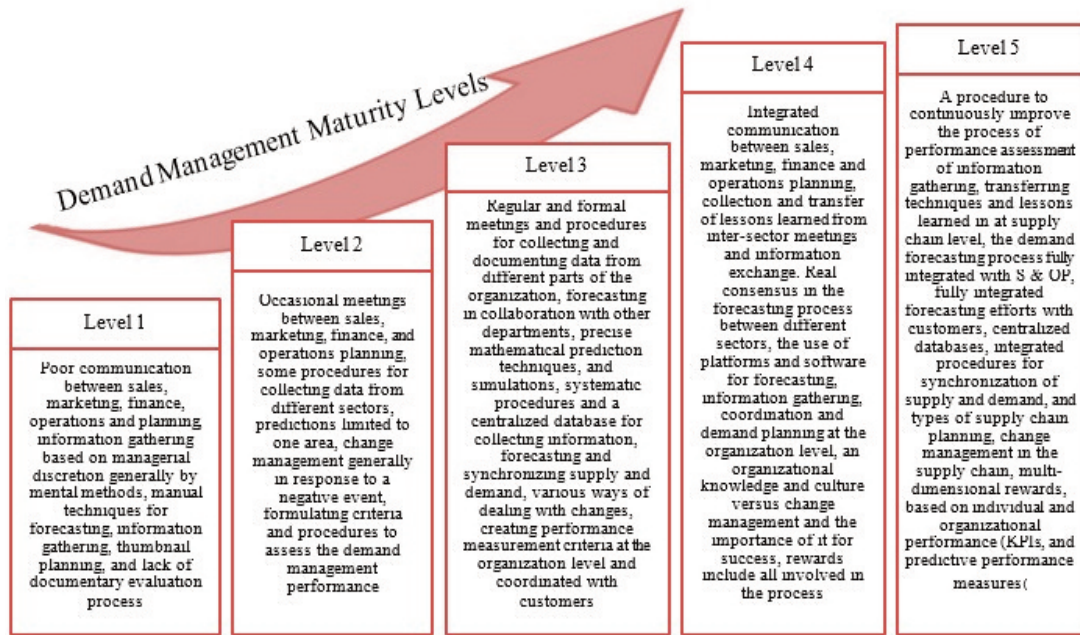 Demand Management Maturity Levels
Level 1
Poor communication
between sales,
marketing, finance,
operations and planning,
information gathering
based on managerial
discretion generally by
mental methods, manual
techniques for
forecasting, information
gathering, thumbnail
planning, and lack of
documentary evaluation
process
Level 2
Occasional meetings
between sales,
marketing, finance, and
operations planning,
some procedures for
collecting data from
different sectors,
predictions limited to
one area, change
management generally
in response to a
negative event,
formulating criteria
and procedures to
assess the demand
management
performance
Level 3
Regular and formal
meetings and procedures
for collecting and
documenting data from
different parts of the
organization, forecasting
in collaboration with other
departments, precise
mathematical prediction
techniques, and
simulations, systematic
procedures and a
centralized database for
collecting information,
forecasting and
synchronizing supply and
demand, various ways of
dealing with changes,
creating performance
measurement criteria at the
organization level and
coordinated with
customers
Level 4
Integrated
communication
between sales,
marketing, finance and
operations planning,
collection and transfer
of lessons learned from
inter-sector meetings
and information
exchange. Real
consensus in the
forecasting process
between different
sectors, the use of
platforms and software
for forecasting,
information gathering,
coordination and
demand planning at the
organization level, an
organizational
knowledge and culture
versus change
management and the
importance of it for
success, rewards
include all involved in
the process
Level 5
A procedure to
continuously improve
the process of
performance assessment
of information
gathering, transferring
techniques and lessons
learned in at supply
chain level, the demand
forecasting process fully
integrated with S & OP,
fully integrated
forecasting efforts with
customers, centralized
databases, integrated
procedures for
synchronization of
supply and demand, and
types of supply chain
planning, change
management in the
supply chain, multi-
dimensional rewards,
based on individual and
organizational
performance (KPIs, and
predictive performance
measures(